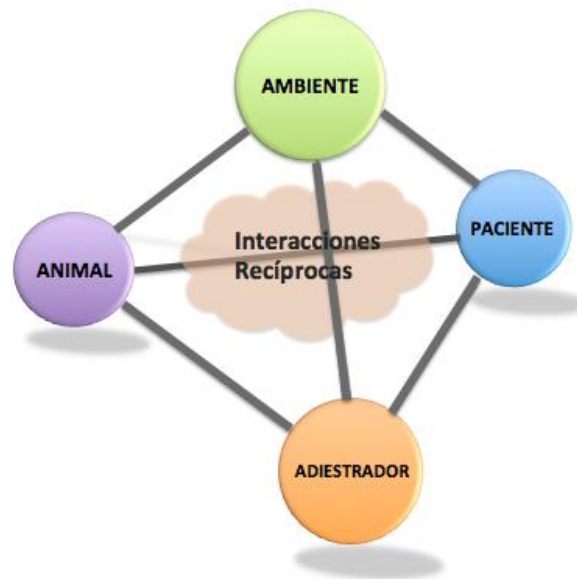 AMBIENTE
PACIENTE
Interacciones
Recíprocas
ANIMAL
ADIESTRADOR